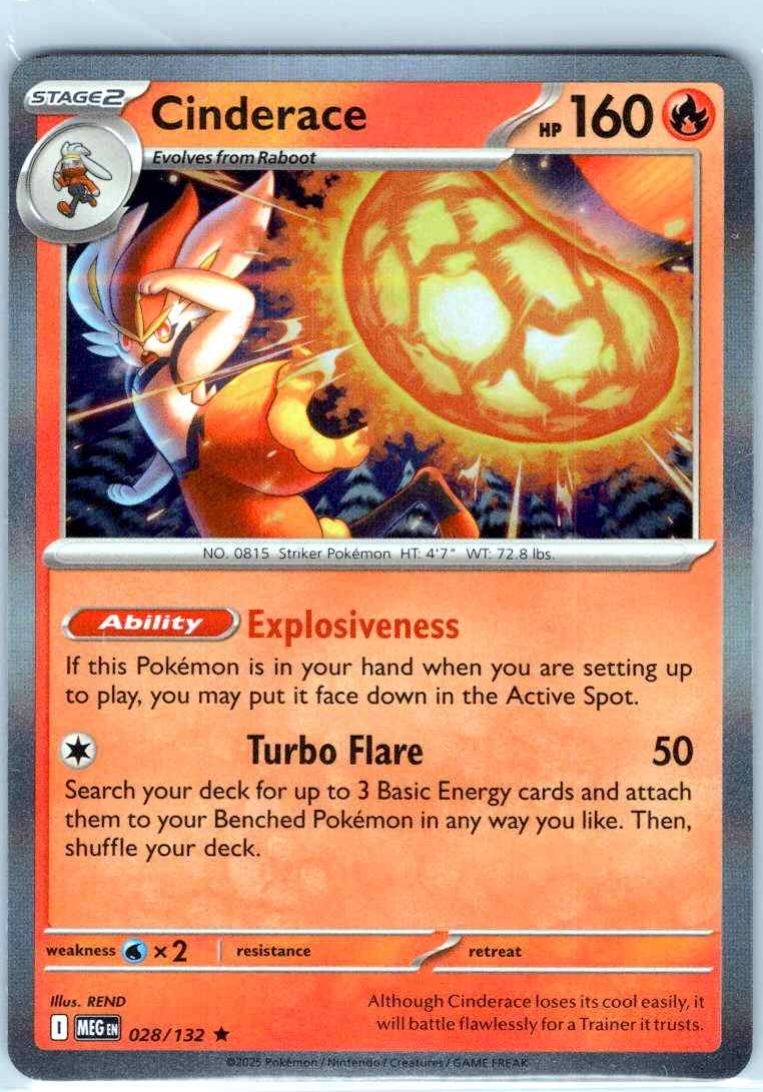 STAGE2
Cinderace
HP 160
Evolves from Raboot
NO. 0815 Striker Pokémon HT: 4'7" WT: 72.8 lbs.
Ability Explosiveness
If this Pokémon is in your hand when you are setting up
to play, you may put it face down in the Active Spot.
Turbo Flare 50
Search your deck for up to 3 Basic Energy cards and attach
them to your Benched Pokémon in any way you like. Then,
shuffle your deck.
weakness ×2 resistance retreat
Illus. REND
Although Cinderace loses its cool easily, it
will battle flawlessly for a Trainer it trusts.
I MEG EN 028/132 ★
©2025 Pokémon / Nintendo / Creatures / GAME FREAK